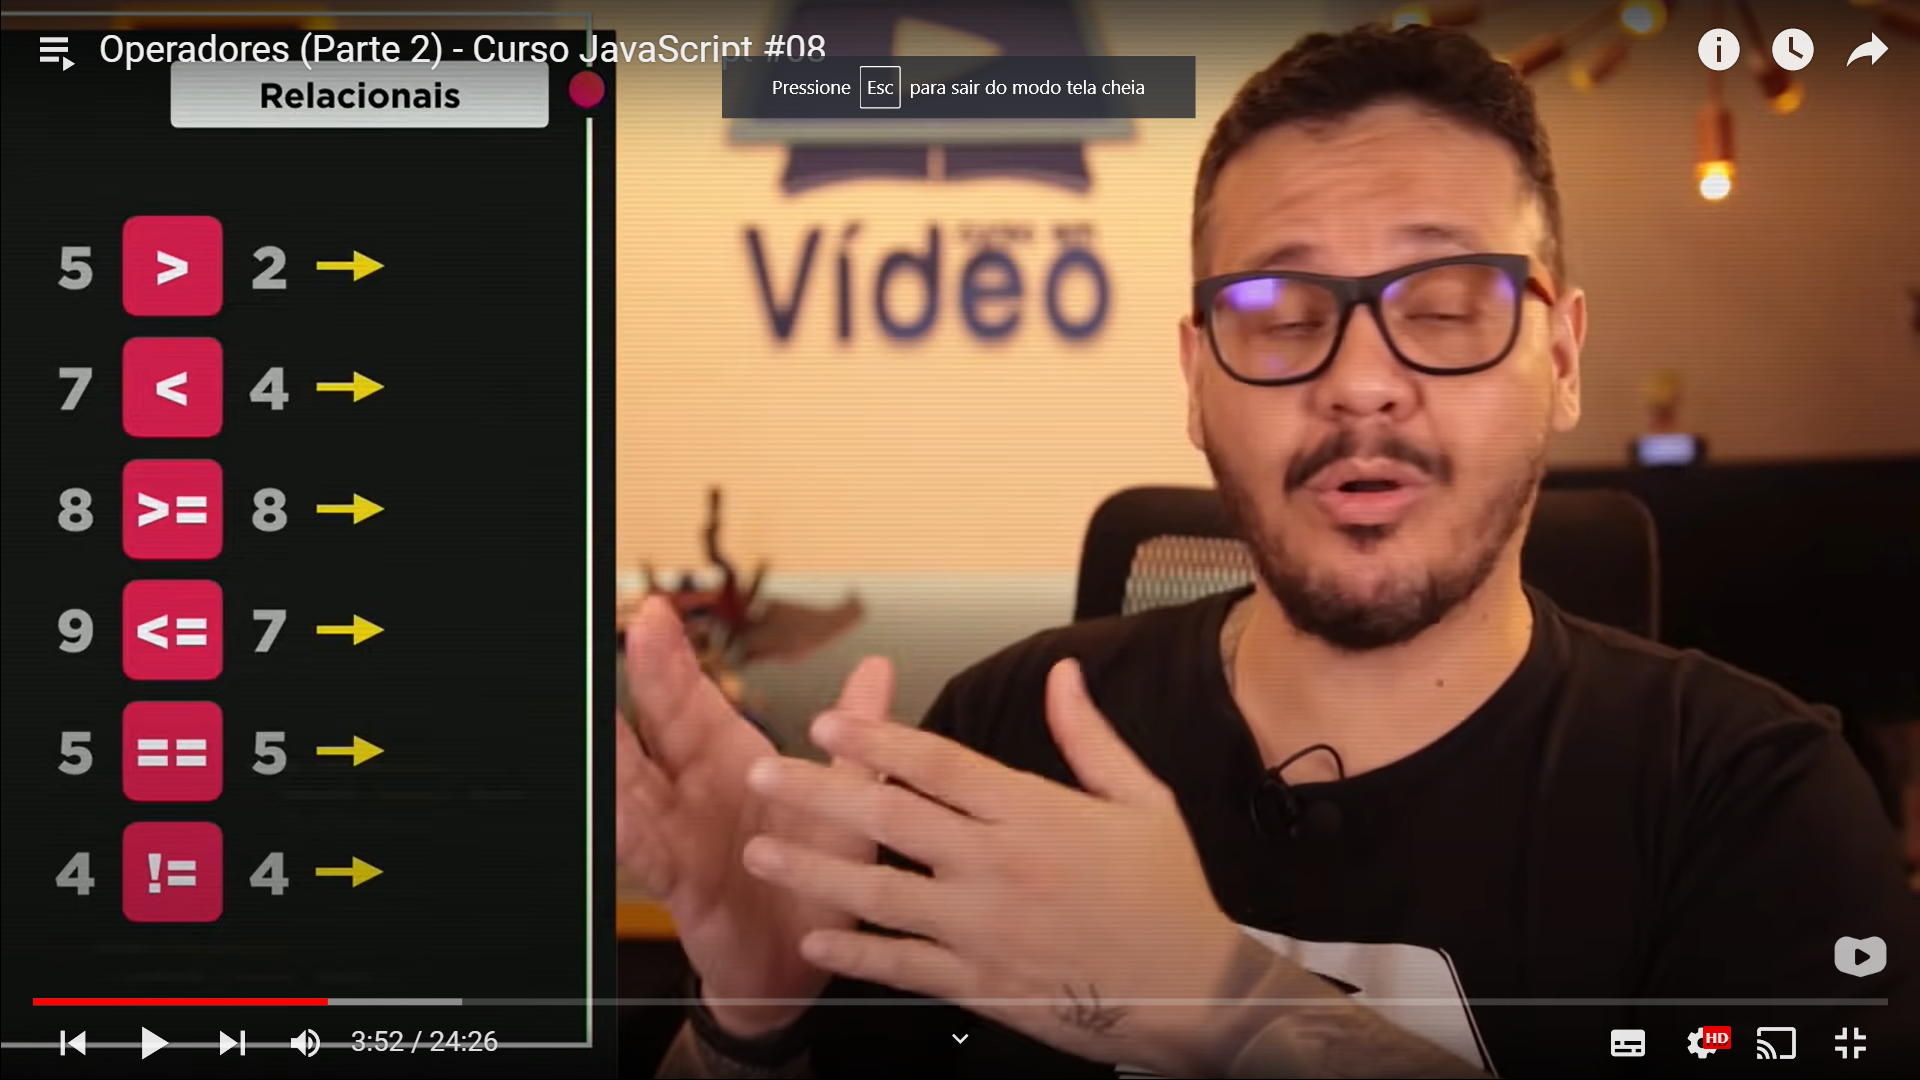 Operadores (Parte 2) - Curso JavaScript #08
Pressione Esc para sair do modo tela cheia
Relacionais
5 > 2
7 < 4
8 >= 8
9 <= 7
5 == 5
4 != 4
Vídeo
3:52 / 24:26
HD